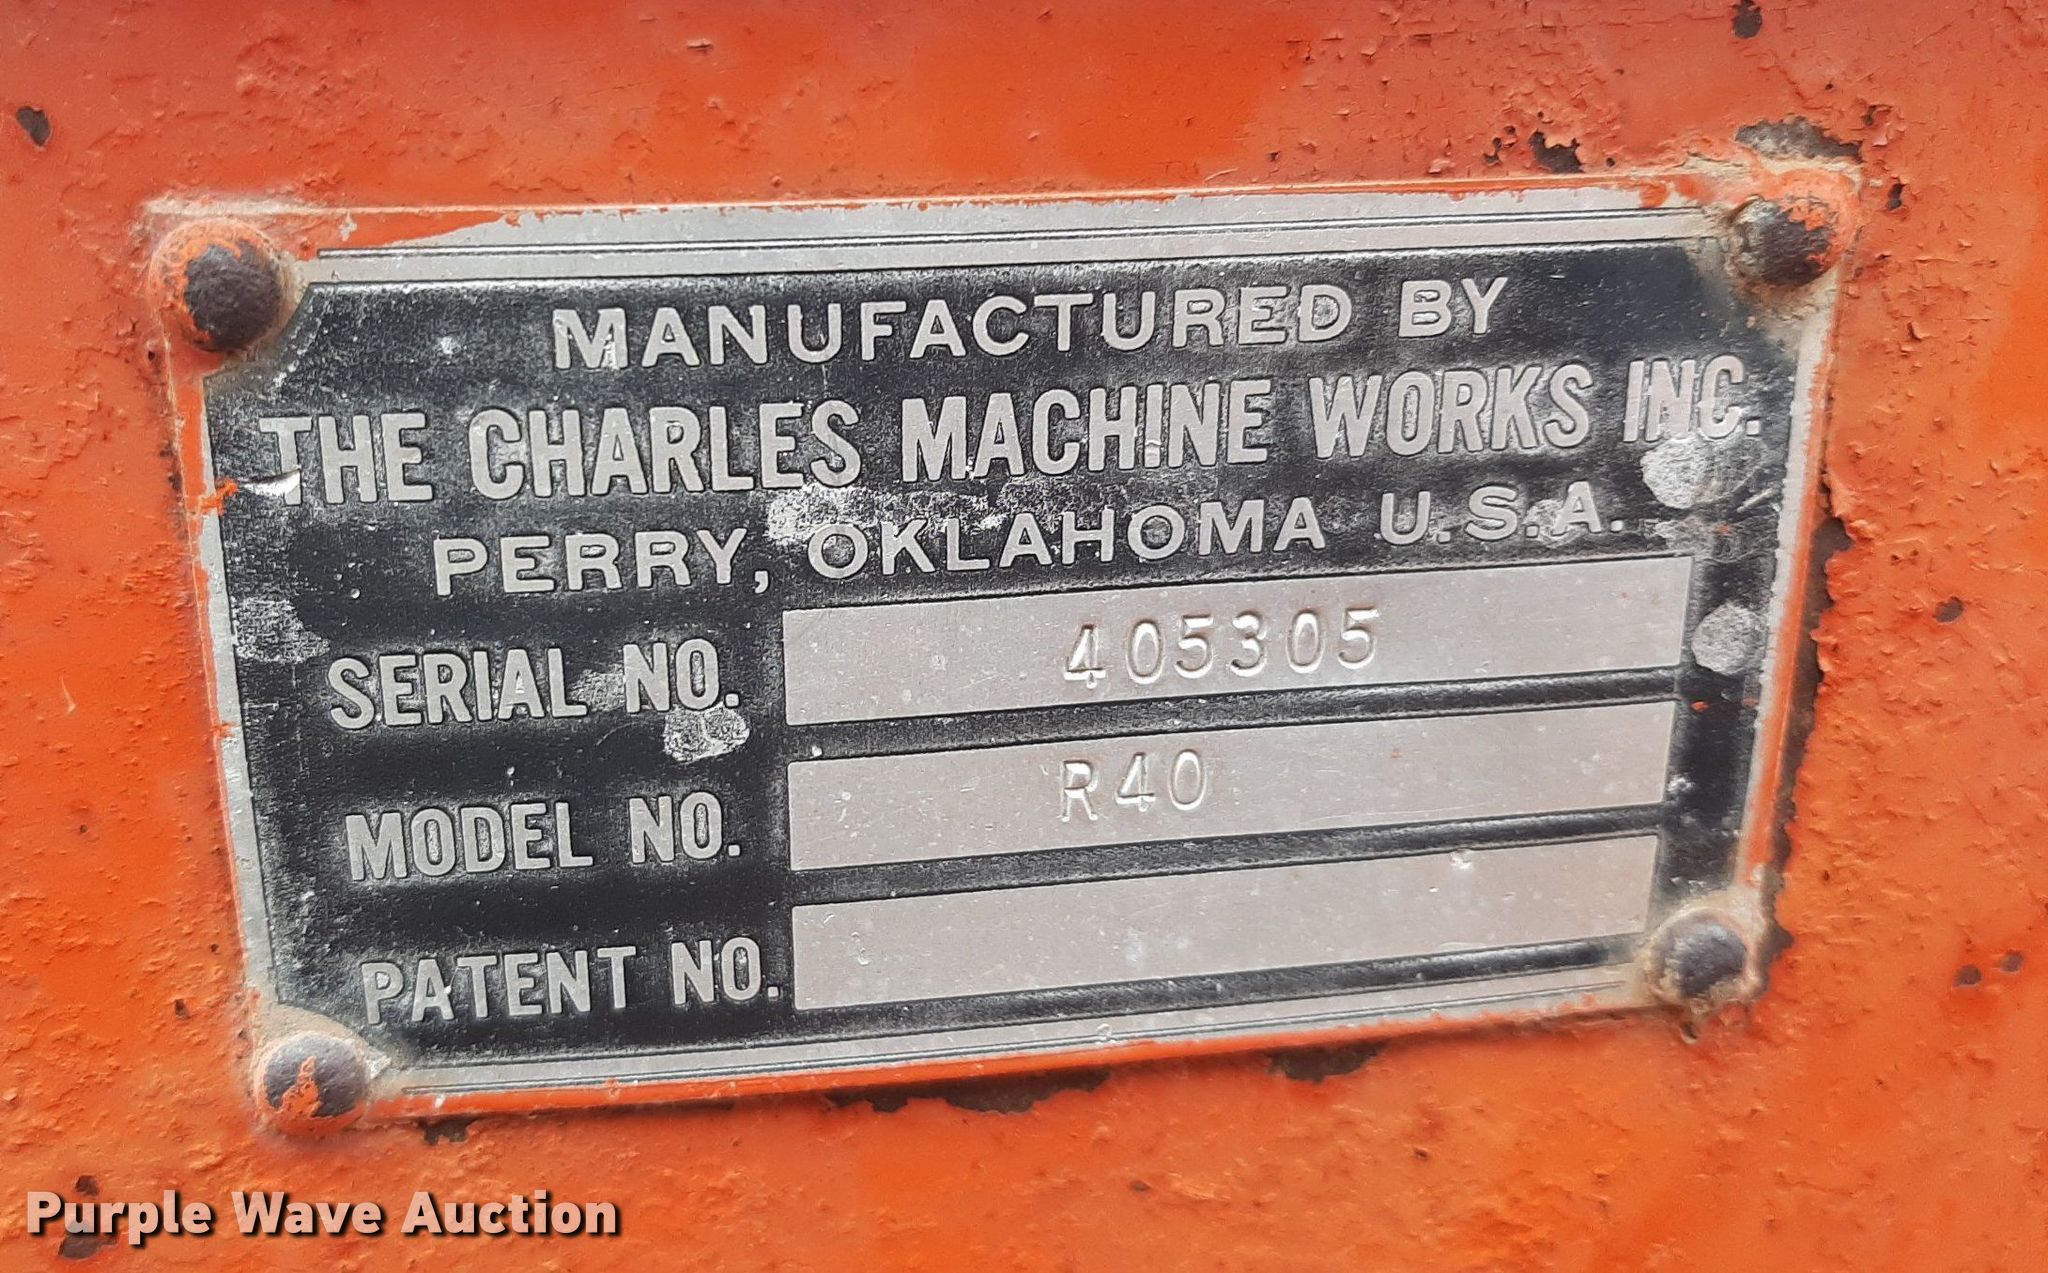 MANUFACTURED BY
THE CHARLES MACHINE WORKS INC.
PERRY, OKLAHOMA U.S.A.
SERIAL NO. 405305
MODEL NO. R40
PATENT NO.
Purple Wave Auction